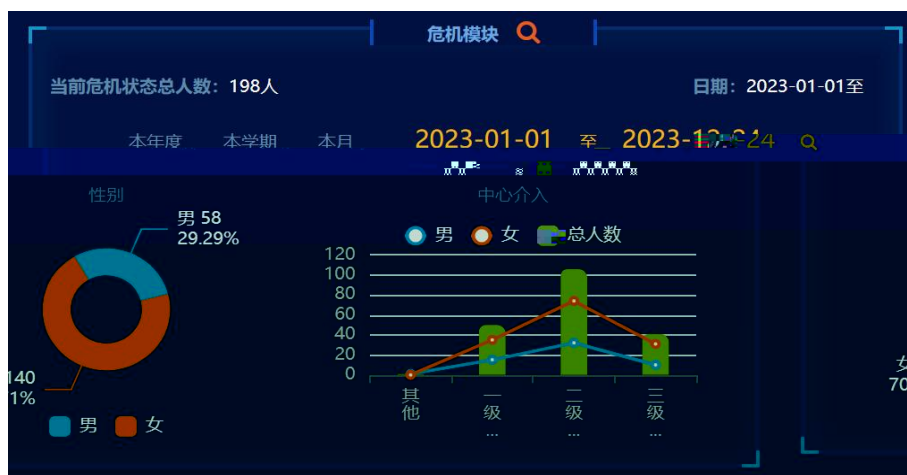 危机模块
当前危机状态总人数：198人
日期：2023-01-01至
本年度 本学期 本月 2023-01-01 至 2023-12-24
性别
中心介入
男 58
29.29%
男 女 总人数
120
100
80
60
40
20
0
其他 一级... 二级... 三级...
140
1%
男 女
女
70